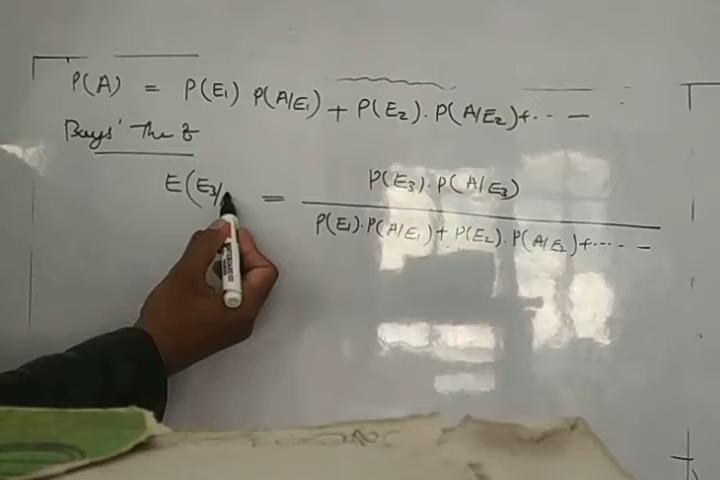 P(A) = P(E₁) P(A/E₁) + P(E₂). P(A/E₂) + ... --
Bays' The
E(E₃/ = P(E₃). P(A/E₃)
P(E₁). P(A/E₁) + P(E₂). P(A/E₂) + ... --